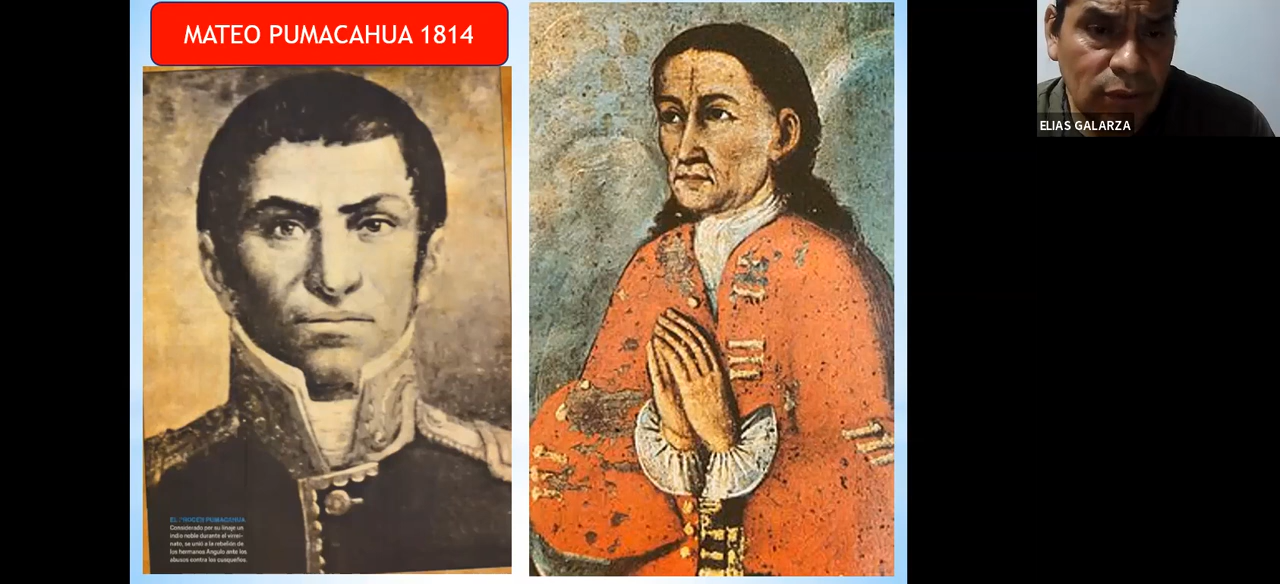 MATEO PUMACAHUA 1814
ELIAS GALARZA
EL PROCER PUMACAHUA
Considerado por su linaje un
indio noble durante el virrei-
nato, se unió a la rebelión de
los hermanos Angulo ante los
abusos contra los cusqueños.